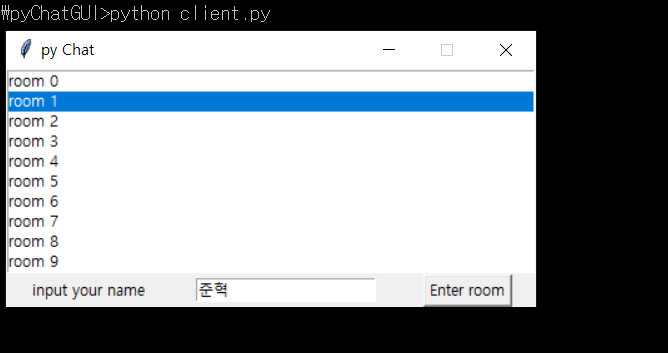 ₩pyChatGUI>python client.py
py Chat
room 0
room 1
room 2
room 3
room 4
room 5
room 6
room 7
room 8
room 9
input your name 준혁 Enter room